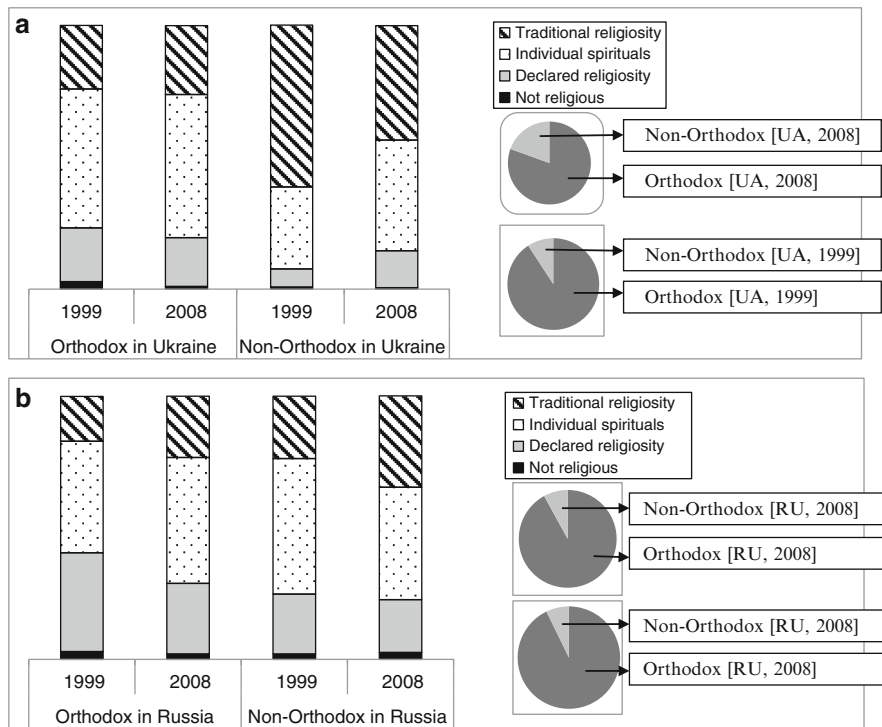 a
Traditional religiosity
Individual spirituals
Declared religiosity
Not religious
Non-Orthodox [UA, 2008]
Orthodox [UA, 2008]
Non-Orthodox [UA, 1999]
Orthodox [UA, 1999]
1999 2008 1999 2008
Orthodox in Ukraine Non-Orthodox in Ukraine
b
Traditional religiosity
Individual spirituals
Declared religiosity
Not religious
Non-Orthodox [RU, 2008]
Orthodox [RU, 2008]
Non-Orthodox [RU, 2008]
Orthodox [RU, 2008]
1999 2008 1999 2008
Orthodox in Russia Non-Orthodox in Russia